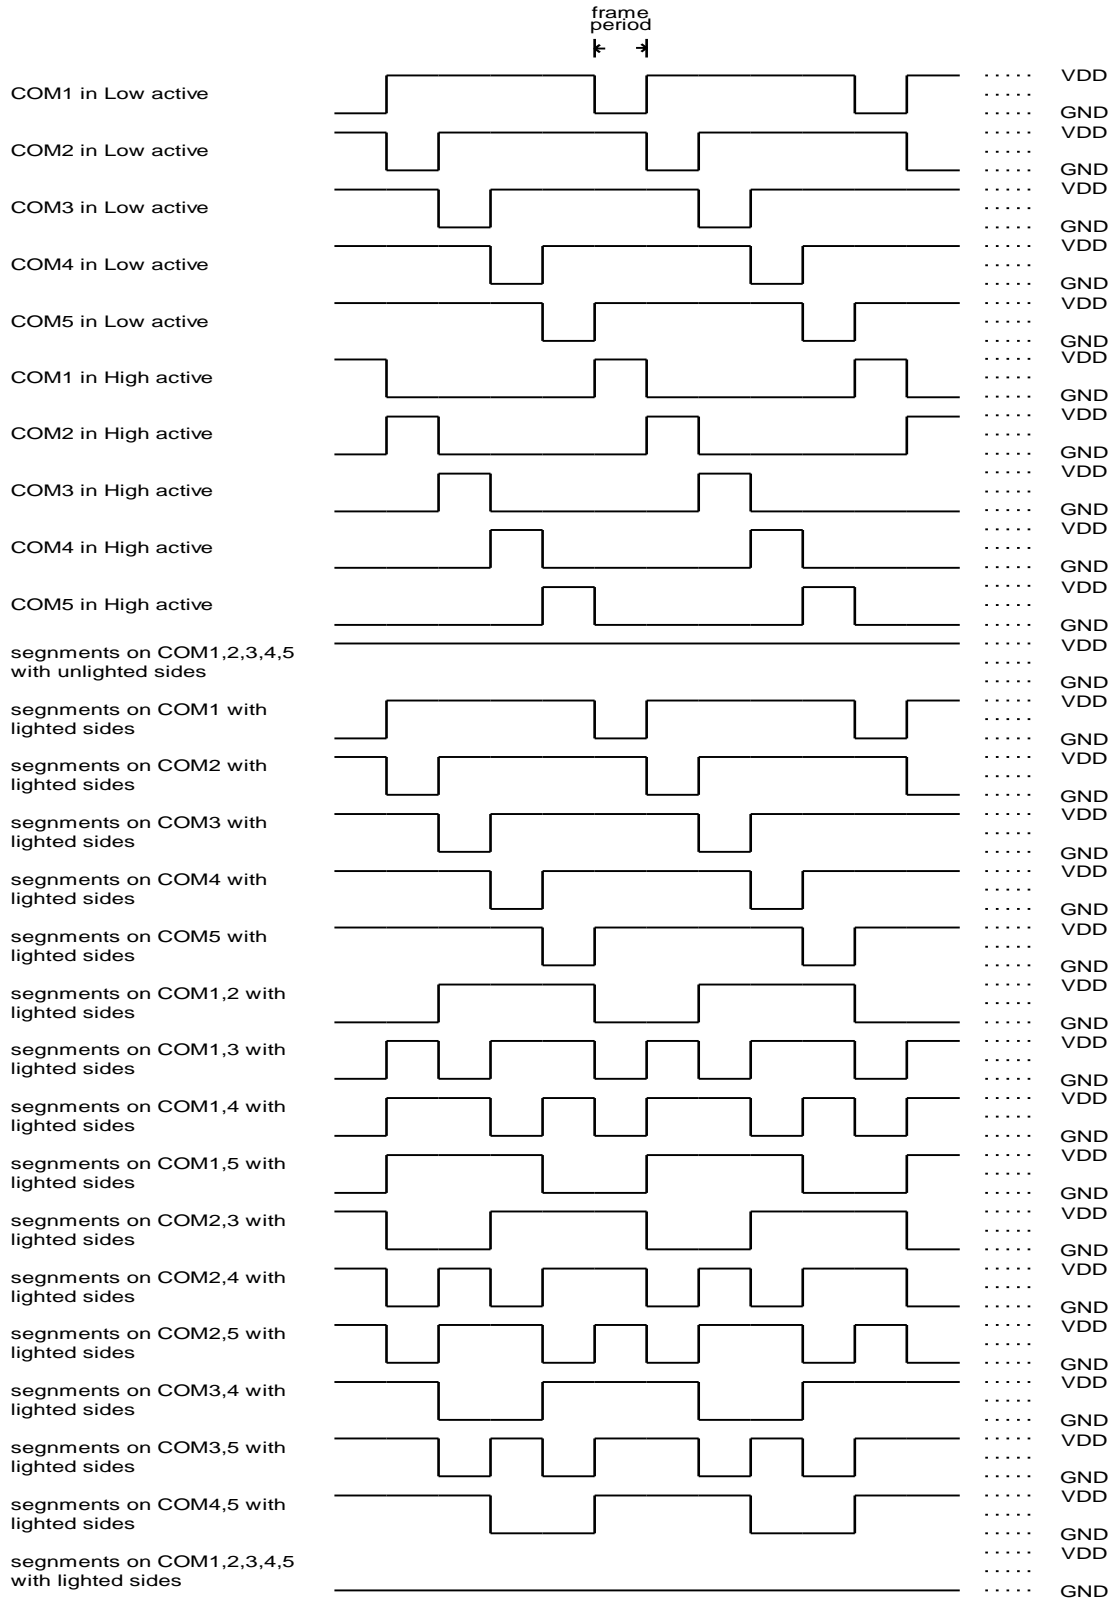 frame
period
COM1 in Low active
VDD
GND
COM2 in Low active
VDD
GND
COM3 in Low active
VDD
GND
COM4 in Low active
VDD
GND
COM5 in Low active
VDD
GND
COM1 in High active
VDD
GND
COM2 in High active
VDD
GND
COM3 in High active
VDD
GND
COM4 in High active
VDD
GND
COM5 in High active
VDD
GND
segnments on COM1,2,3,4,5
with unlighted sides
VDD
GND
segnments on COM1 with
lighted sides
VDD
GND
segnments on COM2 with
lighted sides
VDD
GND
segnments on COM3 with
lighted sides
VDD
GND
segnments on COM4 with
lighted sides
VDD
GND
segnments on COM5 with
lighted sides
VDD
GND
segnments on COM1,2 with
lighted sides
VDD
GND
segnments on COM1,3 with
lighted sides
VDD
GND
segnments on COM1,4 with
lighted sides
VDD
GND
segnments on COM1,5 with
lighted sides
VDD
GND
segnments on COM2,3 with
lighted sides
VDD
GND
segnments on COM2,4 with
lighted sides
VDD
GND
segnments on COM2,5 with
lighted sides
VDD
GND
segnments on COM3,4 with
lighted sides
VDD
GND
segnments on COM3,5 with
lighted sides
VDD
GND
segnments on COM4,5 with
lighted sides
VDD
GND
segnments on COM1,2,3,4,5
with lighted sides
VDD
GND